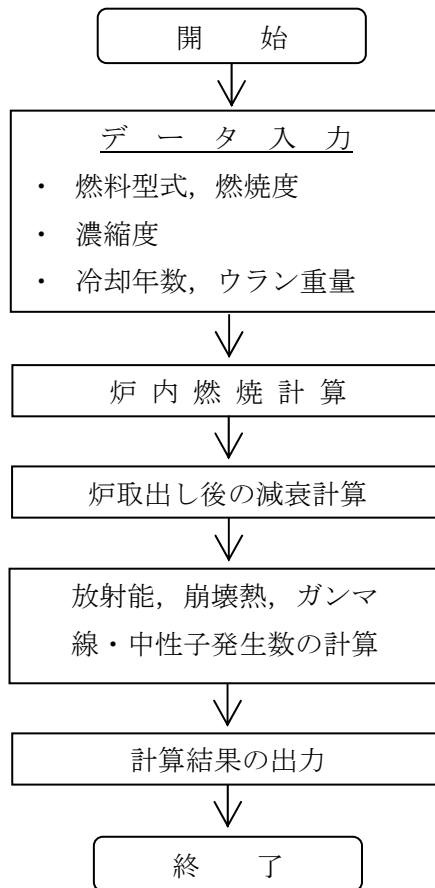 開 始
デ ー タ 入 力
・ 燃料型式, 燃焼度
・ 濃縮度
・ 冷却年数, ウラン重量
炉 内 燃 焼 計 算
炉取出し後の減衰計算
放射能, 崩壊熱, ガンマ
線・中性子発生数の計算
計算結果の出力
終 了